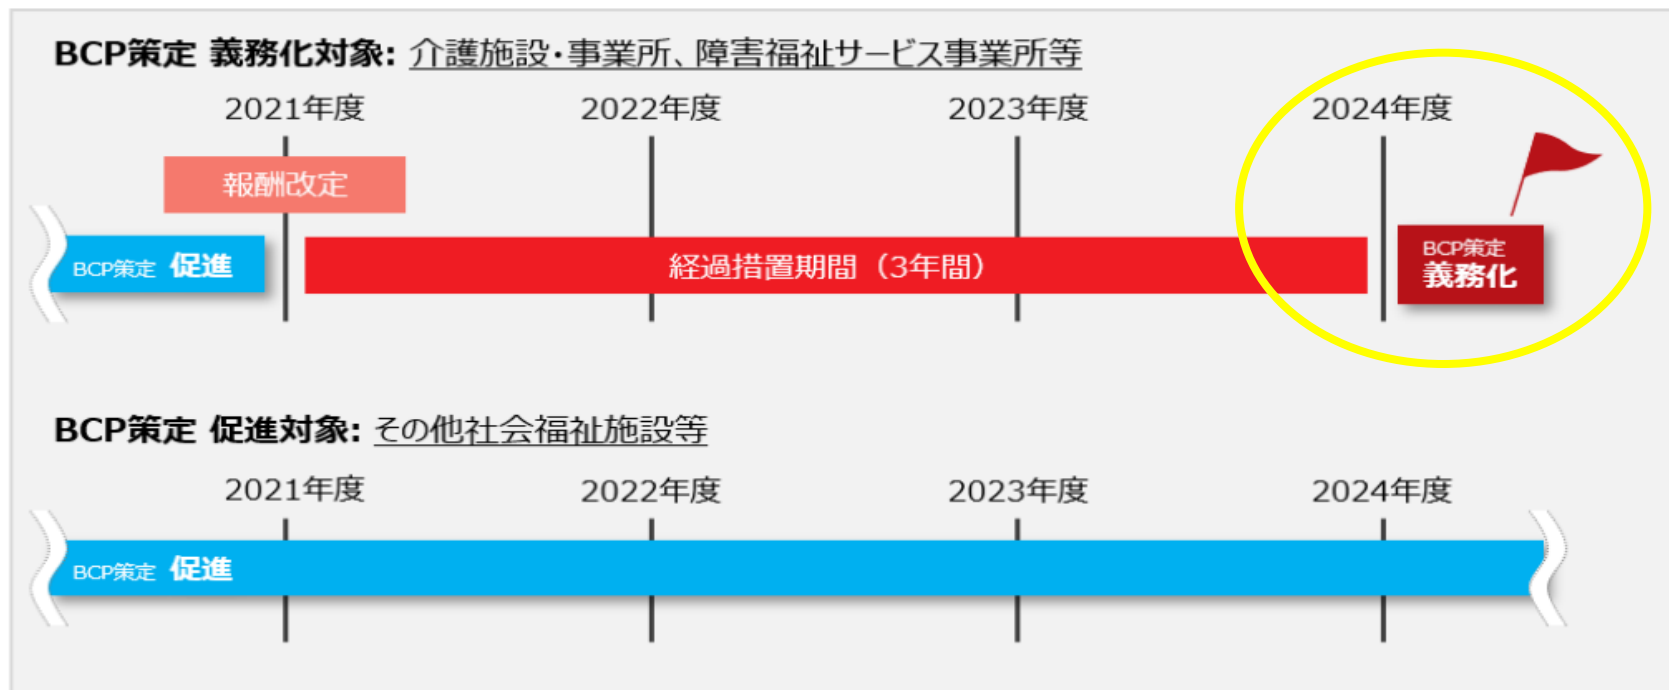 BCP策定 義務化対象: 介護施設・事業所、障害福祉サービス事業所等
2021年度 2022年度 2023年度 2024年度
報酬改定
BCP策定 促進
経過措置期間（3年間）
BCP策定
義務化
BCP策定 促進対象: その他社会福祉施設等
2021年度 2022年度 2023年度 2024年度
BCP策定 促進